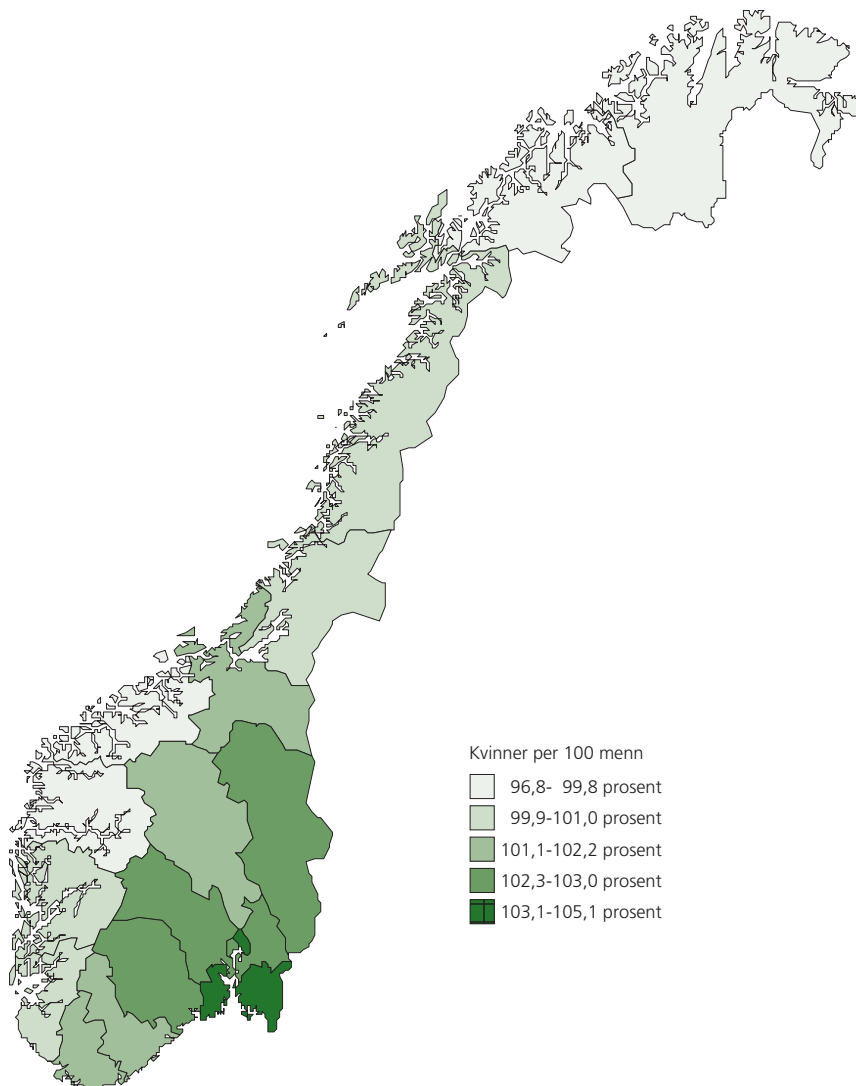 Kvinner per 100 menn
96,8- 99,8 prosent
99,9-101,0 prosent
101,1-102,2 prosent
102,3-103,0 prosent
103,1-105,1 prosent